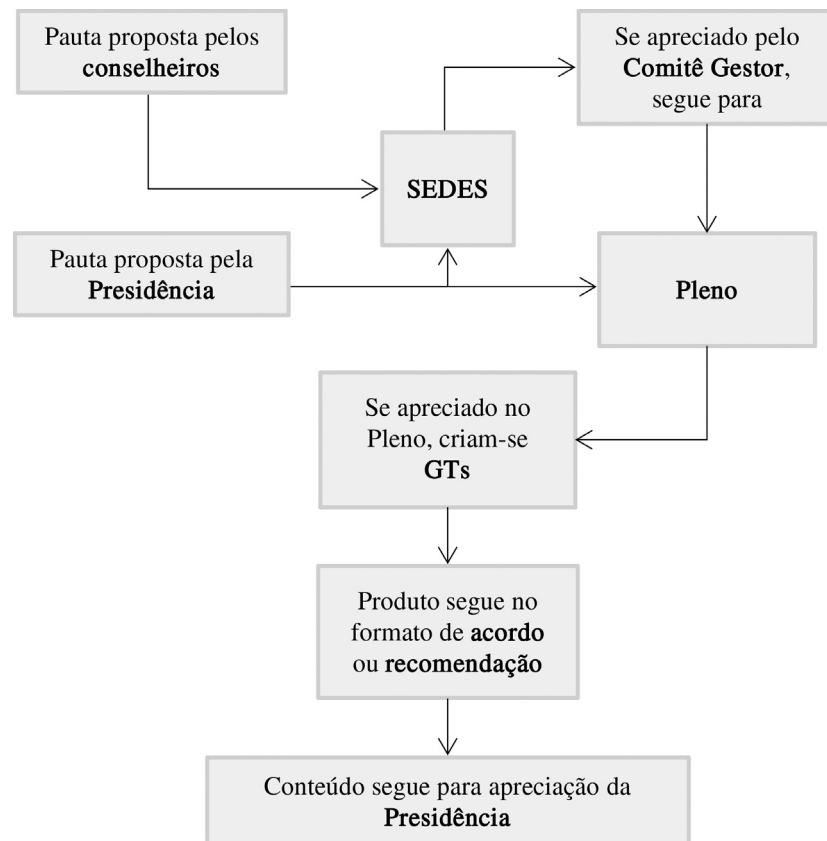 Pauta proposta pelos
conselheiros
Se apreciado pelo
Comitê Gestor,
segue para
SEDES
Pauta proposta pela
Presidência
Pleno
Se apreciado no
Pleno, criam-se
GTs
Produto segue no
formato de acordo
ou recomendação
Conteúdo segue para apreciação da
Presidência